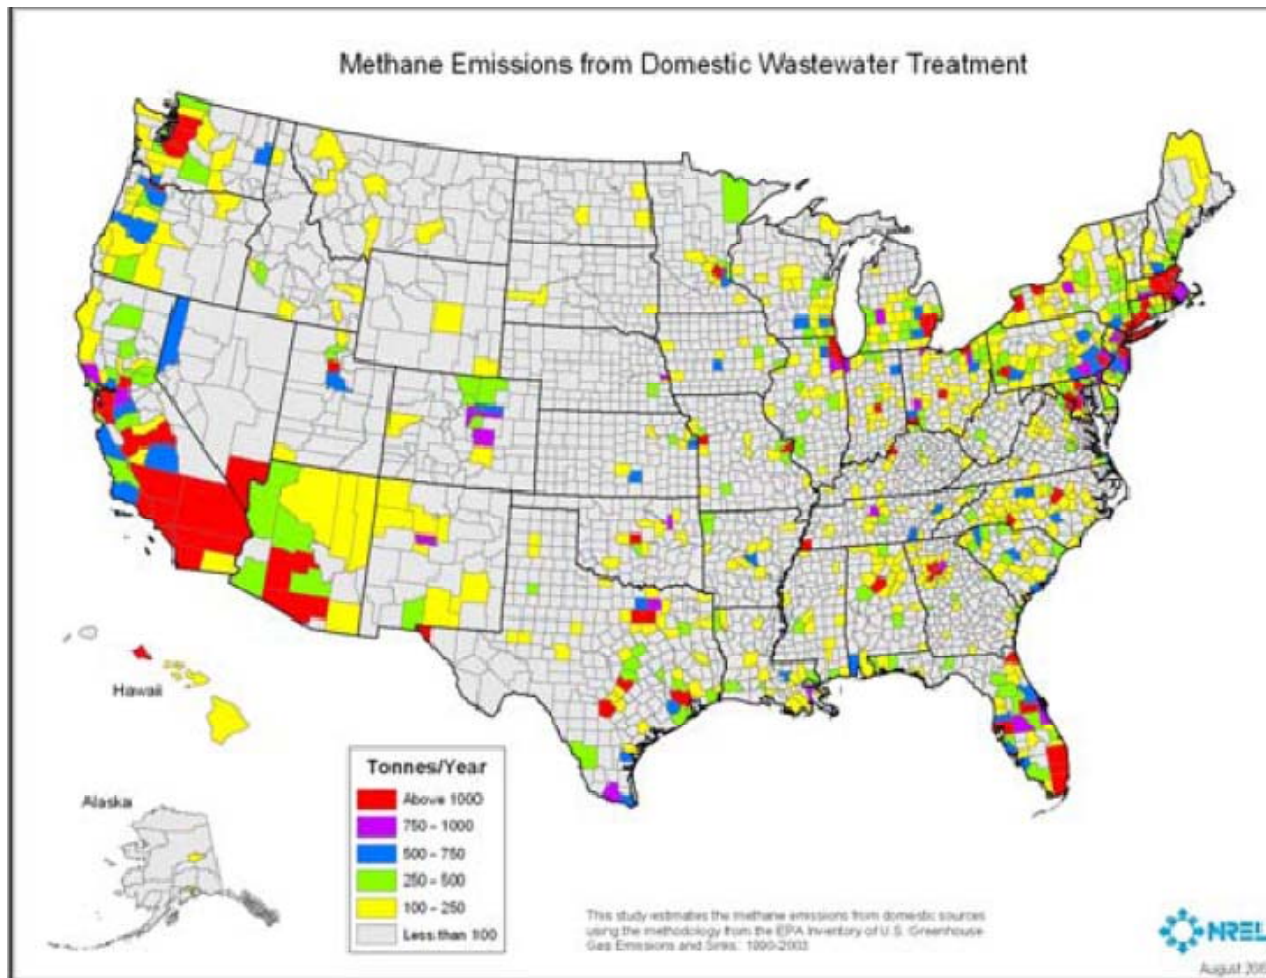 Methane Emissions from Domestic Wastewater Treatment
Hawaii
Alaska
Tonnes/Year
Above 1000
750 – 1000
500 – 750
250 – 500
100 – 250
Less than 100
This study estimates the methane emissions from domestic sources
using the methodology from the EPA Inventory of U.S. Greenhouse
Gas Emissions and Sinks: 1990-2003
NREL
August